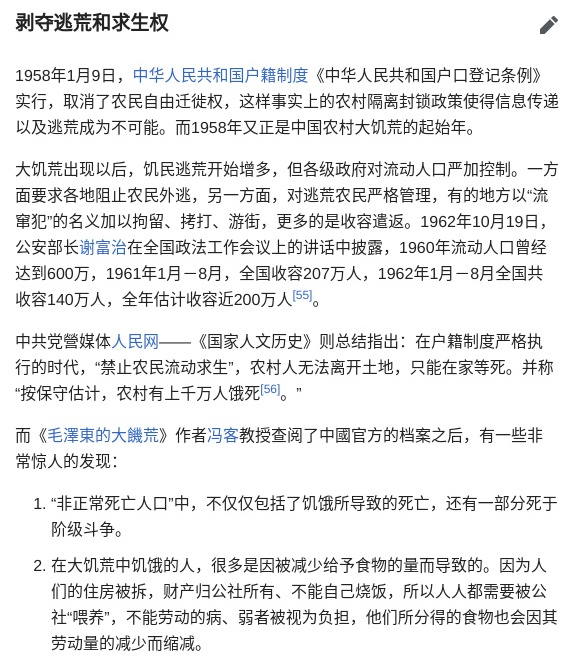 剥夺逃荒和求生权
1958年1月9日，中华人民共和国户籍制度《中华人民共和国户口登记条例》
实行，取消了农民自由迁徙权，这样事实上的农村隔离封锁政策使得信息传递
以及逃荒成为不可能。而1958年又正是中国农村大饥荒的起始年。
大饥荒出现以后，饥民逃荒开始增多，但各级政府对流动人口严加控制。一方
面要求各地阻止农民外逃，另一方面，对逃荒农民严格管理，有的地方以“流
窜犯”的名义加以拘留、拷打、游街，更多的是收容遣返。1962年10月19日，
公安部长谢富治在全国政法工作会议上的讲话中披露，1960年流动人口曾经
达到600万，1961年1月－8月，全国收容207万人，1962年1月－8月全国共
收容140万人，全年估计收容近200万人[55]。
中共党營媒体人民网——《国家人文历史》则总结指出：在户籍制度严格执
行的时代，“禁止农民流动求生”，农村人无法离开土地，只能在家等死。并称
“按保守估计，农村有上千万人饿死[56]。”
而《毛澤東的大饑荒》作者冯客教授查阅了中國官方的档案之后，有一些非
常惊人的发现：
1. “非正常死亡人口”中，不仅仅包括了饥饿所导致的死亡，还有一部分死于
阶级斗争。
2. 在大饥荒中饥饿的人，很多是因被减少给予食物的量而导致的。因为人
们的住房被拆，财产归公社所有、不能自己烧饭，所以人人都需要被公
社“喂养”，不能劳动的病、弱者被视为负担，他们所分得的食物也会因其
劳动量的减少而缩减。